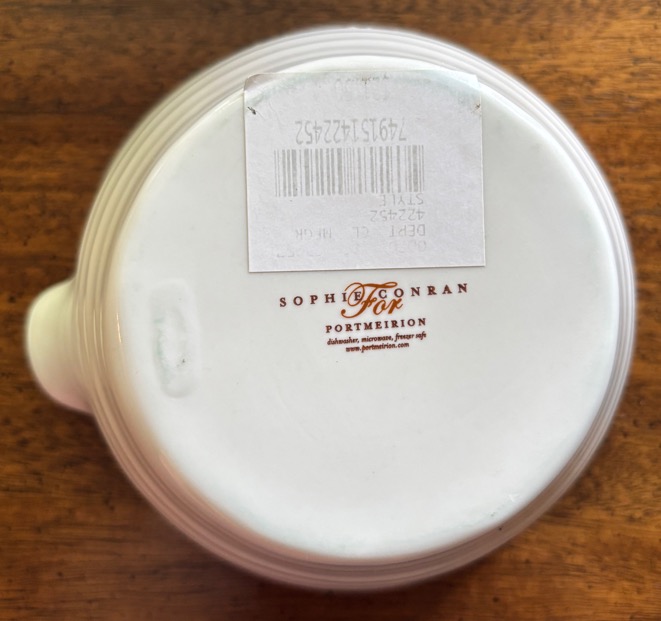 SOPHIE CONRAN
For
PORTMEIRION
dishwasher, microwave, freezer safe
www.portmeirion.com
DEPT CL MFGR
422452
STYLE
749151422452